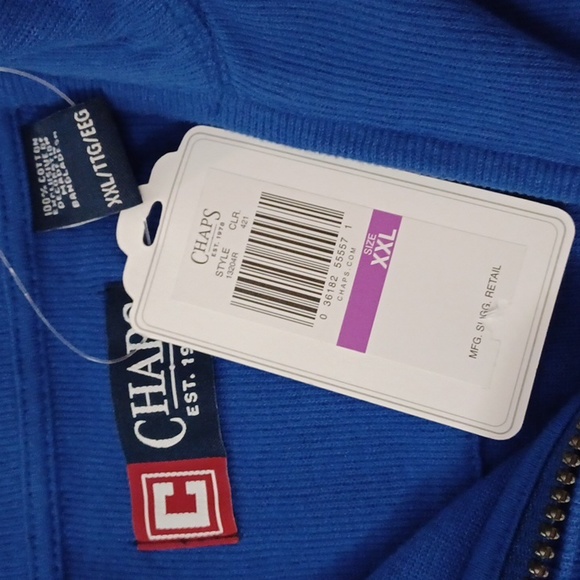 XXL/TTG/EEG
100% COTTON
CHAPS
EST. 1978
STYLE
13204R
CLR.
421
0 36182 55557 1
CHAPS.COM
SIZE
XXL
MFG. SUGG. RETAIL
CHAPS
EST. 19
C